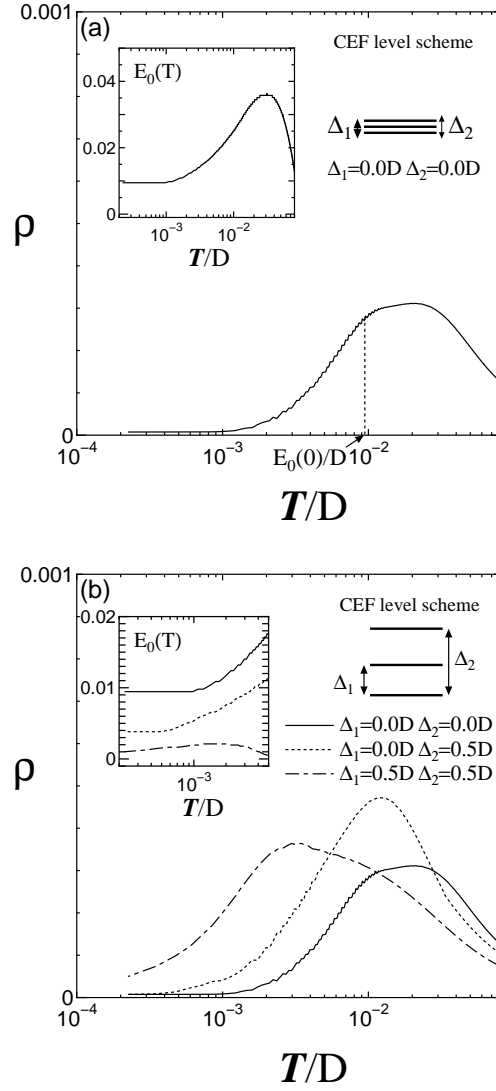 0.001
(a)
E₀(T)
0.04
0.02
0
10⁻³ 10⁻²
T/D
CEF level scheme
Δ₁ Δ₂
Δ₁=0.0D Δ₂=0.0D
ρ
0
10⁻⁴ 10⁻³ E₀(0)/D 10⁻²
T/D
0.001
(b)
E₀(T)
0.02
0.01
0
10⁻³
T/D
CEF level scheme
Δ₁ Δ₂
Δ₁=0.0D Δ₂=0.0D
Δ₁=0.0D Δ₂=0.5D
Δ₁=0.5D Δ₂=0.5D
ρ
0
10⁻⁴ 10⁻³ 10⁻²
T/D